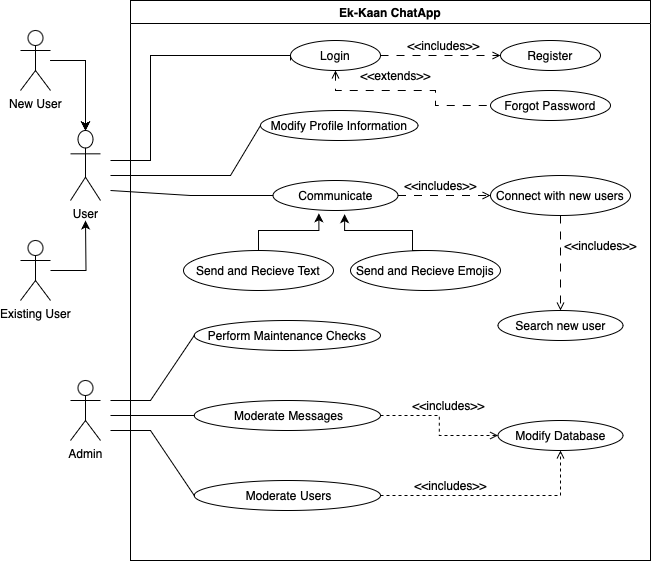 Ek-Kaan ChatApp
New User
Login
<<includes>>
Register
<<extends>>
Forgot Password
Modify Profile Information
User
Communicate
<<includes>>
Connect with new users
<<includes>>
Send and Recieve Text
Send and Recieve Emojis
Existing User
Search new user
Perform Maintenance Checks
Admin
Moderate Messages
<<includes>>
Modify Database
Moderate Users
<<includes>>